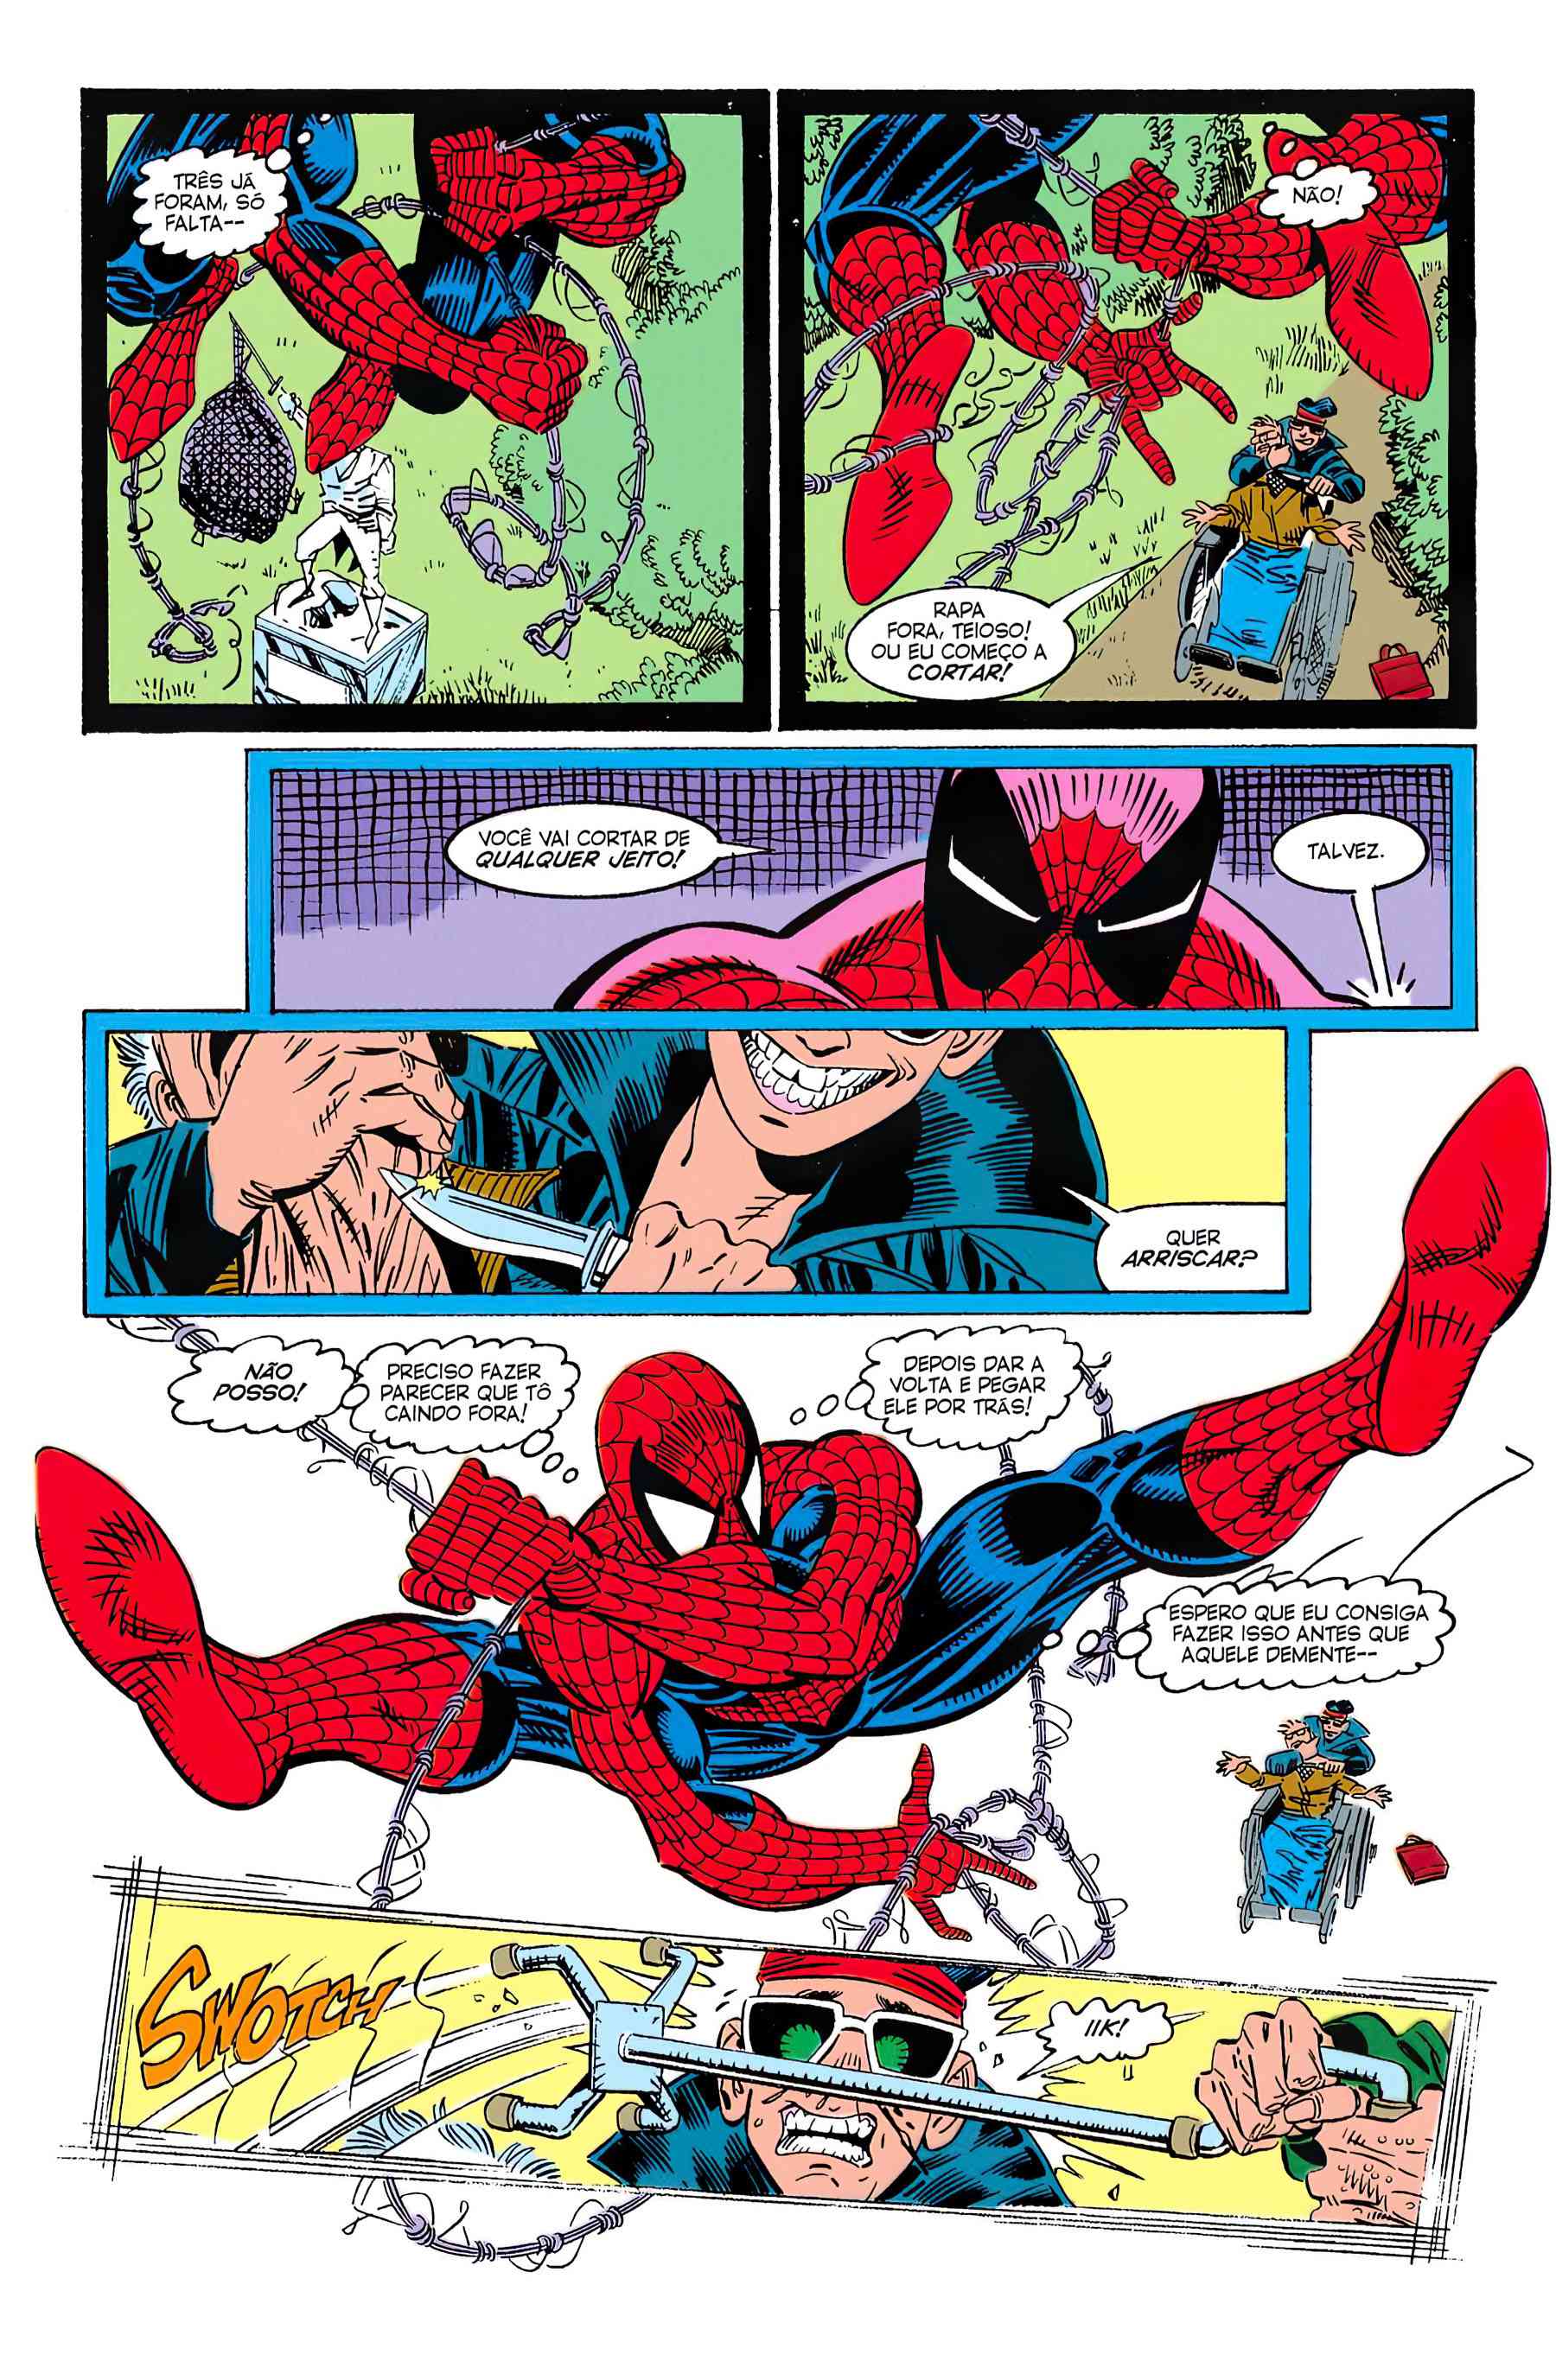 TRÊS JÁ
FORAM, SÓ
FALTA--
NÃO!
RAPA
FORA, TEIOSO!
OU EU COMEÇO A
CORTAR!
VOCÊ VAI CORTAR DE
QUALQUER JEITO!
TALVEZ.
QUER
ARRISCAR?
NÃO
POSSO!
PRECISO FAZER
PARECER QUE TÔ
CAINDO FORA!
DEPOIS DAR A
VOLTA E PEGAR
ELE POR TRÁS!
ESPERO QUE EU CONSIGA
FAZER ISSO ANTES QUE
AQUELE DEMENTE--
SWOTCH
IIK!